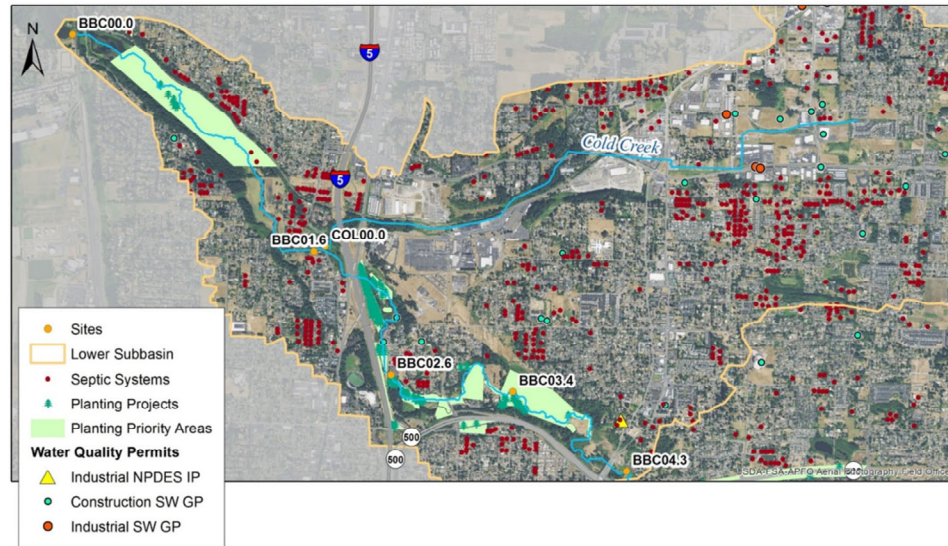 BBC00.0
N
5
Cold Creek
5
BBC01.6
COL00.0
BBC02.6
BBC03.4
500
500
BBC04.3
Sites
Lower Subbasin
Septic Systems
Planting Projects
Planting Priority Areas
Water Quality Permits
Industrial NPDES IP
Construction SW GP
Industrial SW GP